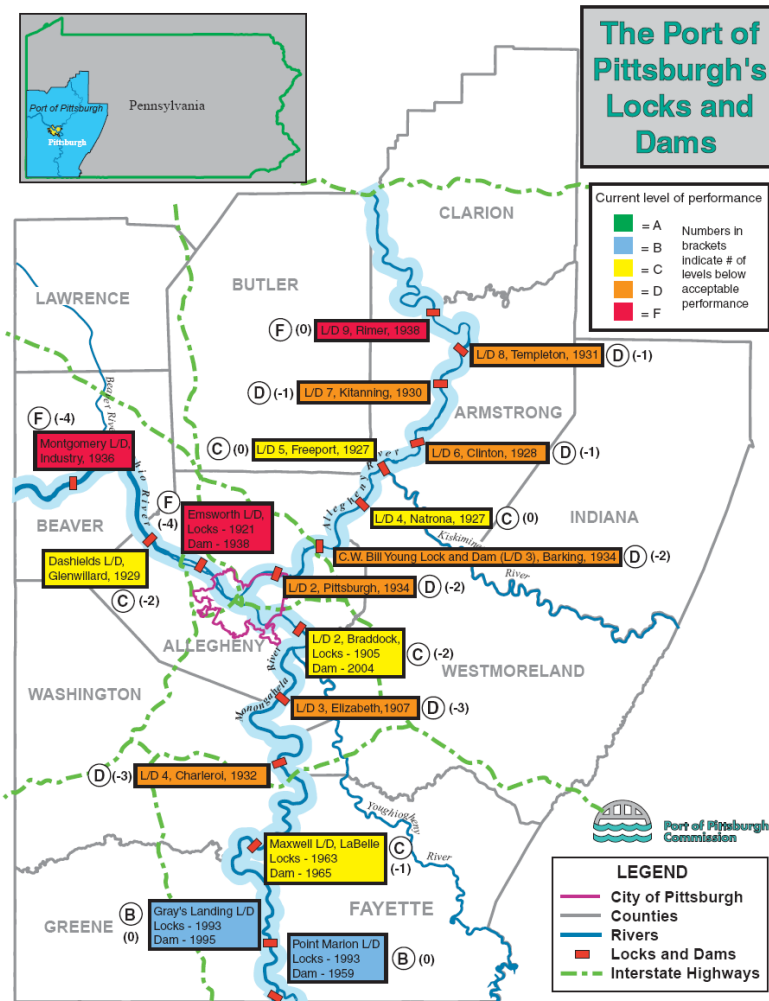 The Port of
Pittsburgh's
Locks and
Dams
Port of Pittsburgh
Pittsburgh
Pennsylvania
Current level of performance
= A
= B
= C
= D
= F
Numbers in
brackets
indicate # of
levels below
acceptable
performance
CLARION
BUTLER
LAWRENCE
F (0)
L/D 9, Rimer, 1938
L/D 8, Templeton, 1931
D (-1)
D (-1)
L/D 7, Kitanning, 1930
ARMSTRONG
Beaver River
F (-4)
Montgomery L/D,
Industry, 1936
C (0)
L/D 5, Freeport, 1927
L/D 6, Clinton, 1928
D (-1)
Ohio River
Allegheny River
F
(-4)
Emsworth L/D,
Locks - 1921
Dam - 1938
L/D 4, Natrona, 1927
C (0)
INDIANA
BEAVER
Kiskiminetas
River
Dashields L/D,
Glenwillard, 1929
C (-2)
C.W. Bill Young Lock and Dam (L/D 3), Barking, 1934
D (-2)
L/D 2, Pittsburgh, 1934
D (-2)
ALLEGHENY
L/D 2, Braddock,
Locks - 1905
Dam - 2004
C (-2)
WESTMORELAND
WASHINGTON
Monongahela River
L/D 3, Elizabeth,1907
D (-3)
D (-3)
L/D 4, Charleroi, 1932
Youghiogheny
River
Port of Pittsburgh
Commission
Maxwell L/D, LaBelle
Locks - 1963
Dam - 1965
C
(-1)
GREENE
FAYETTE
B
(0)
Gray's Landing L/D
Locks - 1993
Dam - 1995
Point Marion L/D
Locks - 1993
Dam - 1959
B (0)
LEGEND
City of Pittsburgh
Counties
Rivers
Locks and Dams
Interstate Highways